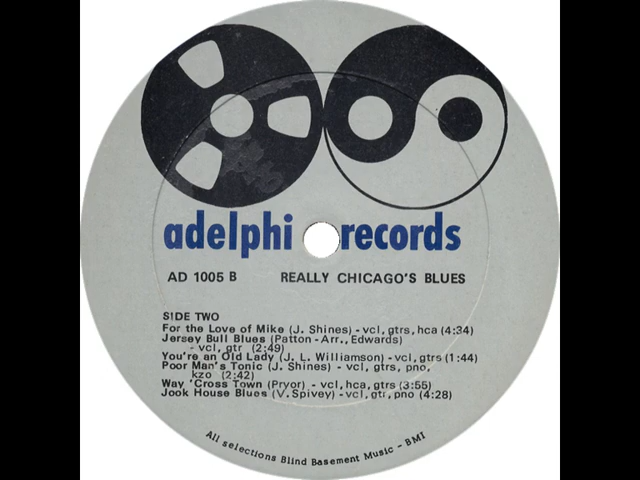 adelphi records
AD 1005 B REALLY CHICAGO'S BLUES
SIDE TWO
For the Love of Mike (J. Shines) - vcl, gtrs, hca (4:34)
Jersey Bull Blues (Patton - Arr., Edwards)
- vcl, gtr (2:49)
You're an Old Lady (J. L. Williamson) - vcl, gtrs (1:44)
Poor Man's Tonic (J. Shines) - vcl, gtrs, pno,
kzo (2:42)
Way 'Cross Town (Pryor) - vcl, hca, gtrs (3:55)
Jook House Blues (V. Spivey) - vcl, gtr, pno (4:28)
All selections Blind Basement Music - BMI